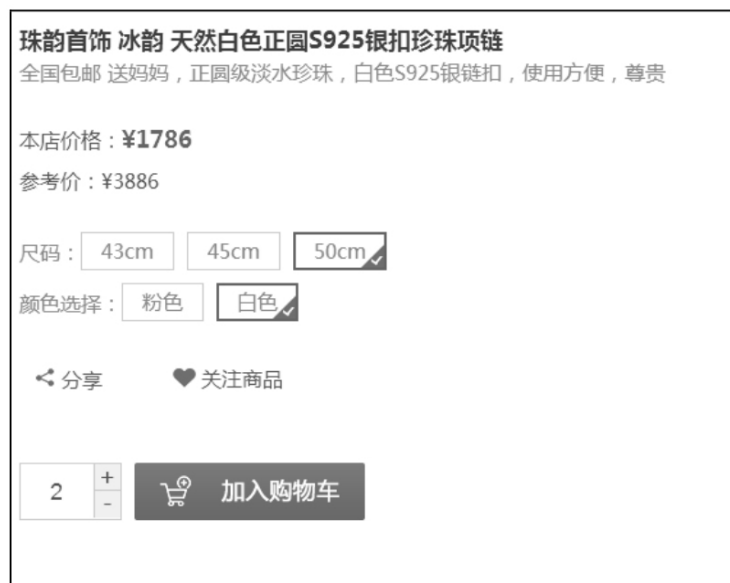 珠韵首饰 冰韵 天然白色正圆S925银扣珍珠项链
全国包邮 送妈妈，正圆级淡水珍珠，白色S925银链扣，使用方便，尊贵
本店价格：¥1786
参考价：¥3886
尺码： 43cm 45cm 50cm
颜色选择： 粉色 白色
分享 关注商品
2 + - 加入购物车